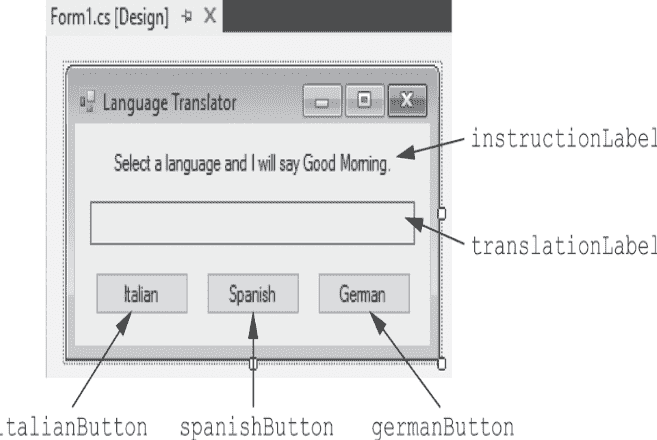 Form1.cs [Design]
Language Translator
Select a language and I will say Good Morning.
instructionLabel
translationLabel
Italian Spanish German
italianButton spanishButton germanButton